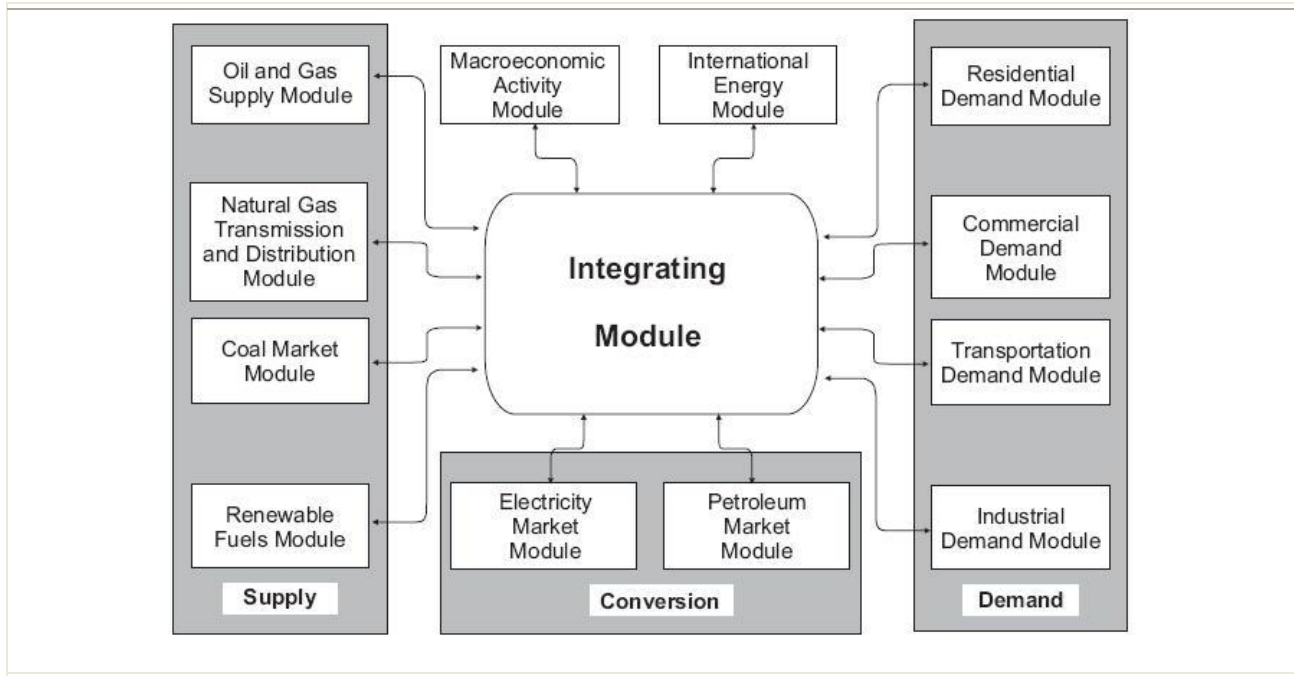 Oil and Gas
Supply Module
Natural Gas
Transmission
and Distribution
Module
Coal Market
Module
Renewable
Fuels Module
Supply
Macroeconomic
Activity
Module
International
Energy
Module
Integrating
Module
Electricity
Market
Module
Petroleum
Market
Module
Conversion
Residential
Demand Module
Commercial
Demand
Module
Transportation
Demand Module
Industrial
Demand Module
Demand